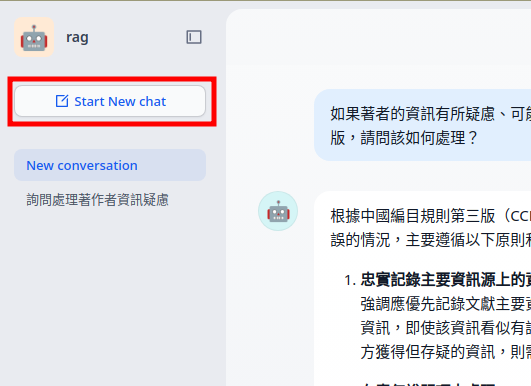 rag
Start New chat
New conversation
詢問處理著作者資訊疑慮
如果著者的資訊有所疑慮、可
版，請問該如何處理？
根據中國編目規則第三版（CC
誤的情況，主要遵循以下原則
1. 忠實記錄主要資訊源上的
強調應優先記錄文獻主要
資訊，即使該資訊看似有
方獲得但存疑的資訊，則